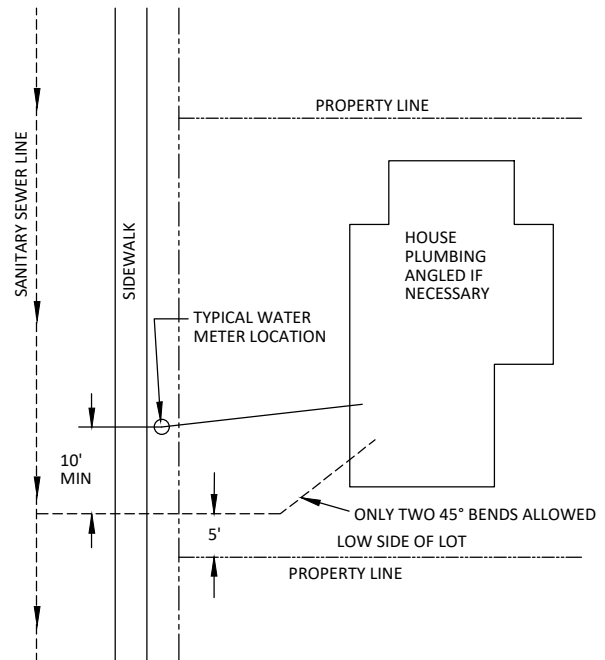 PROPERTY LINE
SANITARY SEWER LINE
SIDEWALK
HOUSE
PLUMBING
ANGLED IF
NECESSARY
TYPICAL WATER
METER LOCATION
10'
MIN
5'
ONLY TWO 45° BENDS ALLOWED
LOW SIDE OF LOT
PROPERTY LINE